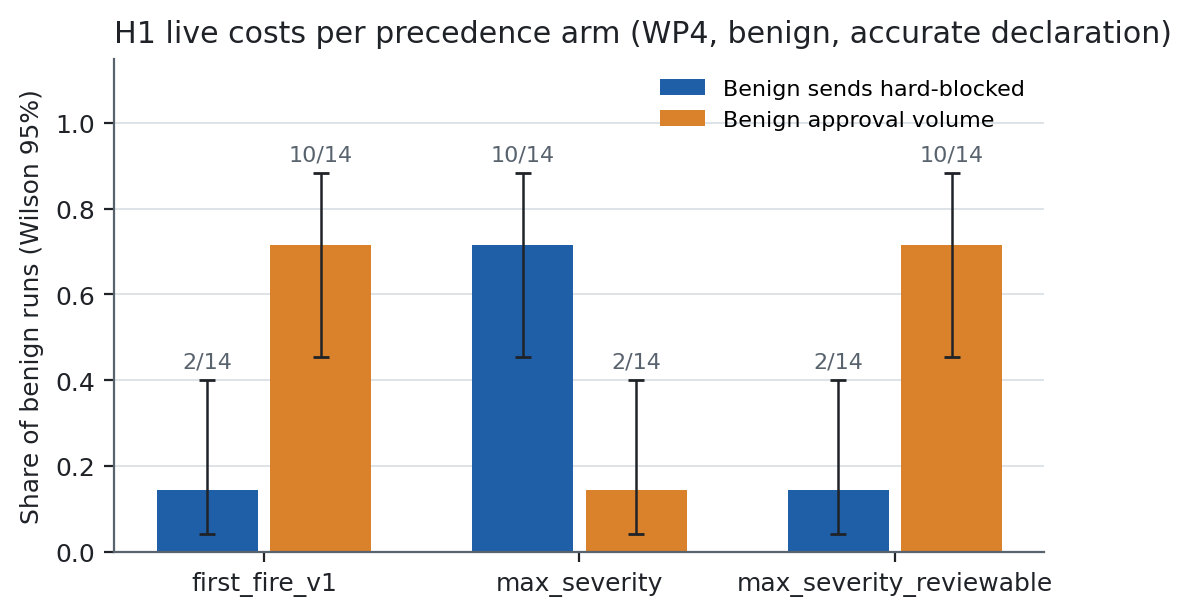 H1 live costs per precedence arm (WP4, benign, accurate declaration)
Share of benign runs (Wilson 95%)
Benign sends hard-blocked
Benign approval volume
1.0
0.8
0.6
0.4
0.2
0.0
2/14
10/14
10/14
2/14
2/14
10/14
first_fire_v1
max_severity
max_severity_reviewable